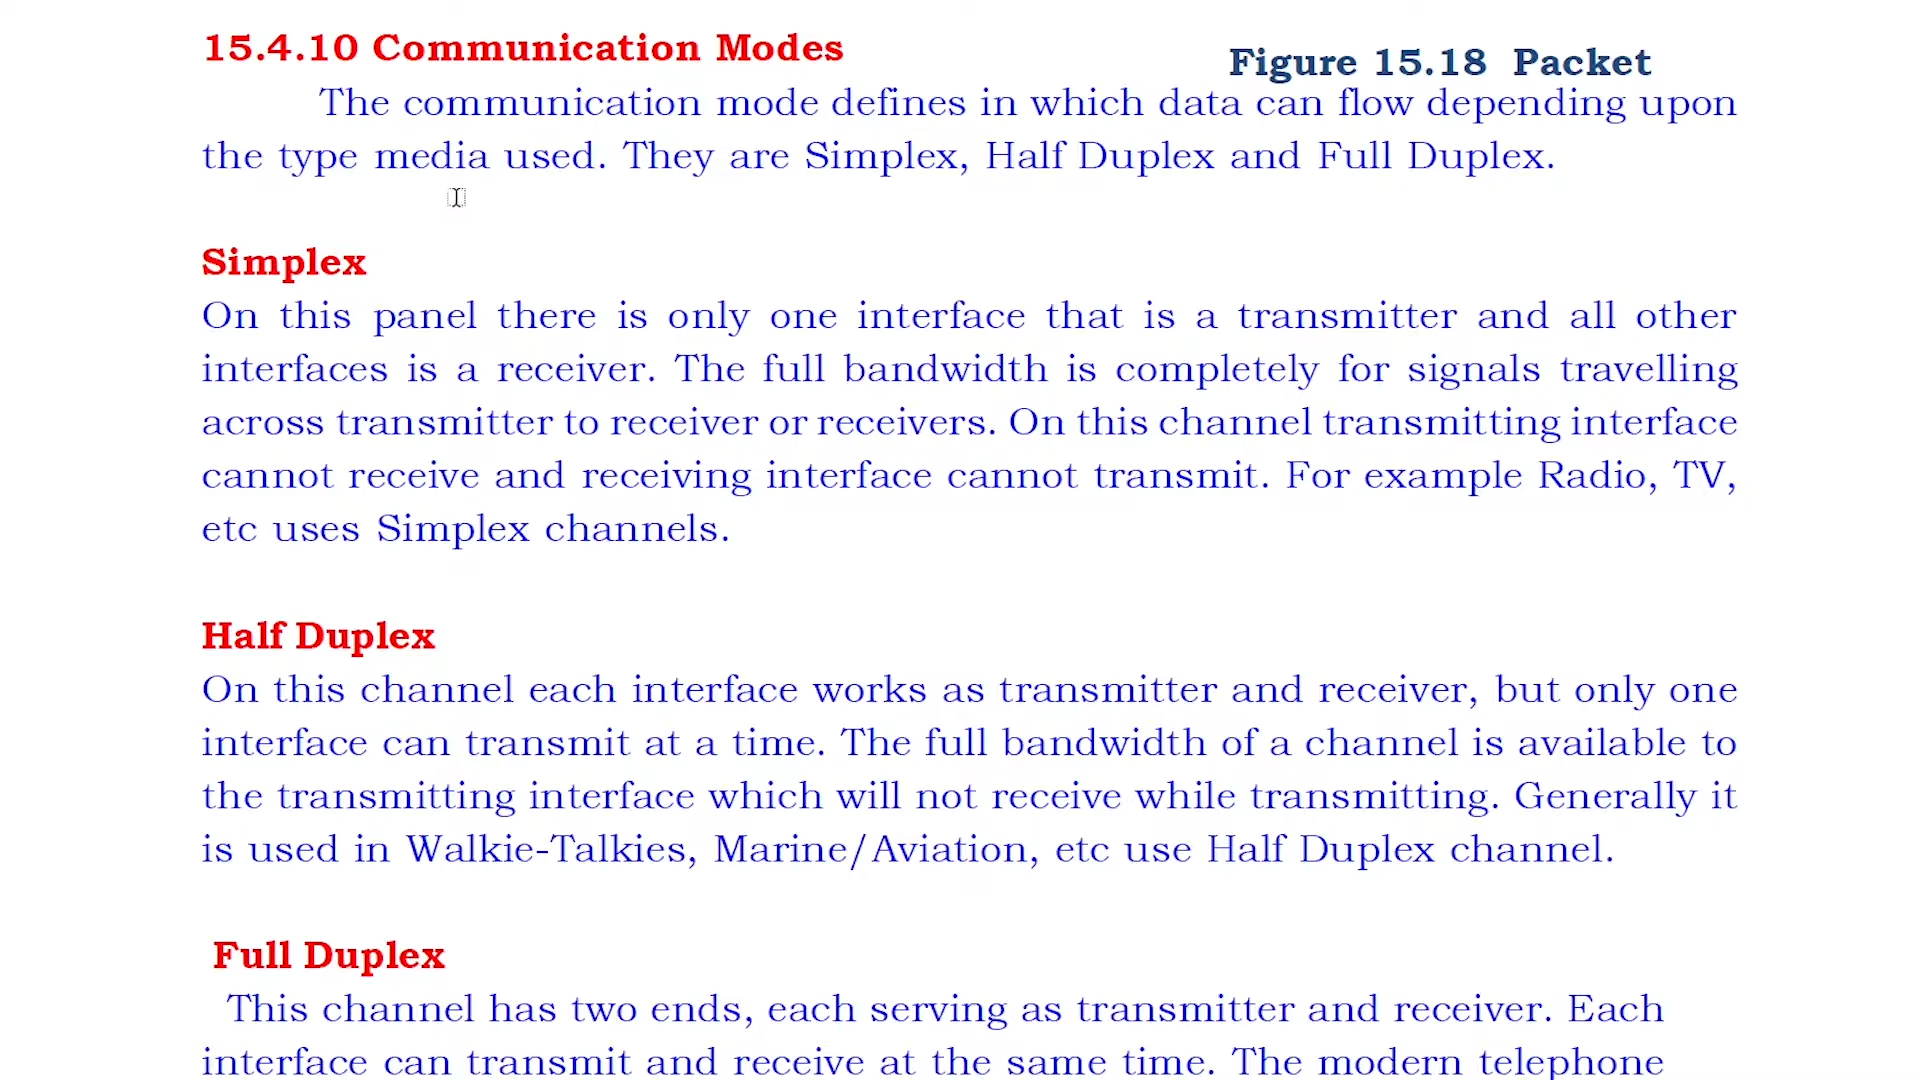 15.4.10 Communication Modes
Figure 15.18 Packet
The communication mode defines in which data can flow depending upon
the type media used. They are Simplex, Half Duplex and Full Duplex.
Simplex
On this panel there is only one interface that is a transmitter and all other
interfaces is a receiver. The full bandwidth is completely for signals travelling
across transmitter to receiver or receivers. On this channel transmitting interface
cannot receive and receiving interface cannot transmit. For example Radio, TV,
etc uses Simplex channels.
Half Duplex
On this channel each interface works as transmitter and receiver, but only one
interface can transmit at a time. The full bandwidth of a channel is available to
the transmitting interface which will not receive while transmitting. Generally it
is used in Walkie-Talkies, Marine/Aviation, etc use Half Duplex channel.
Full Duplex
This channel has two ends, each serving as transmitter and receiver. Each
interface can transmit and receive at the same time. The modern telephone